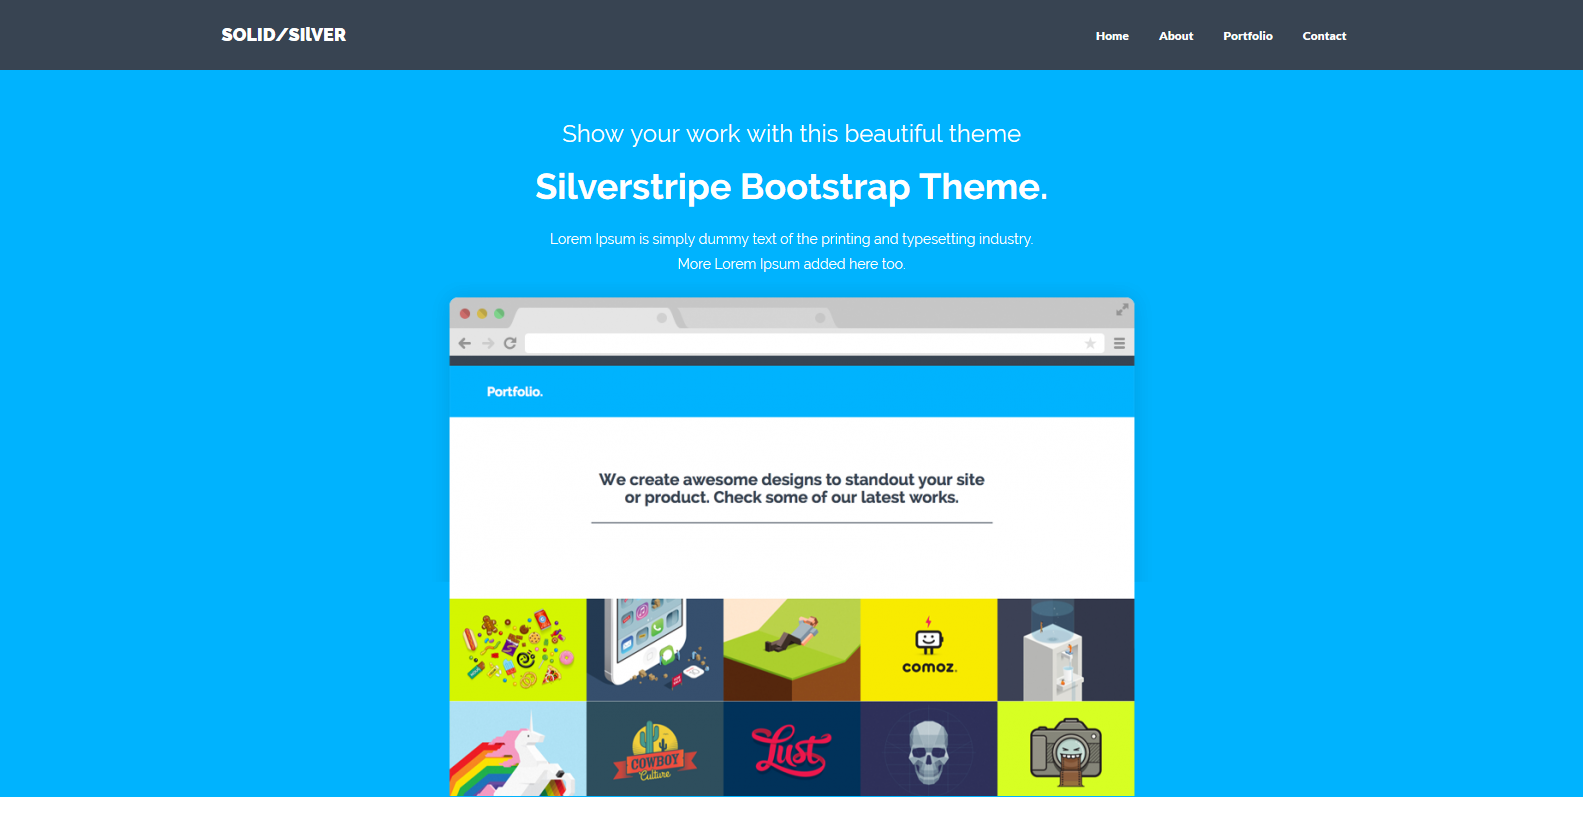 SOLID/SIlVER
Home About Portfolio Contact
Show your work with this beautiful theme
Silverstripe Bootstrap Theme.
Lorem Ipsum is simply dummy text of the printing and typesetting industry.
More Lorem Ipsum added here too.
Portfolio.
We create awesome designs to standout your site
or product. Check some of our latest works.
comoz.
COWBOY
Culture
Lust